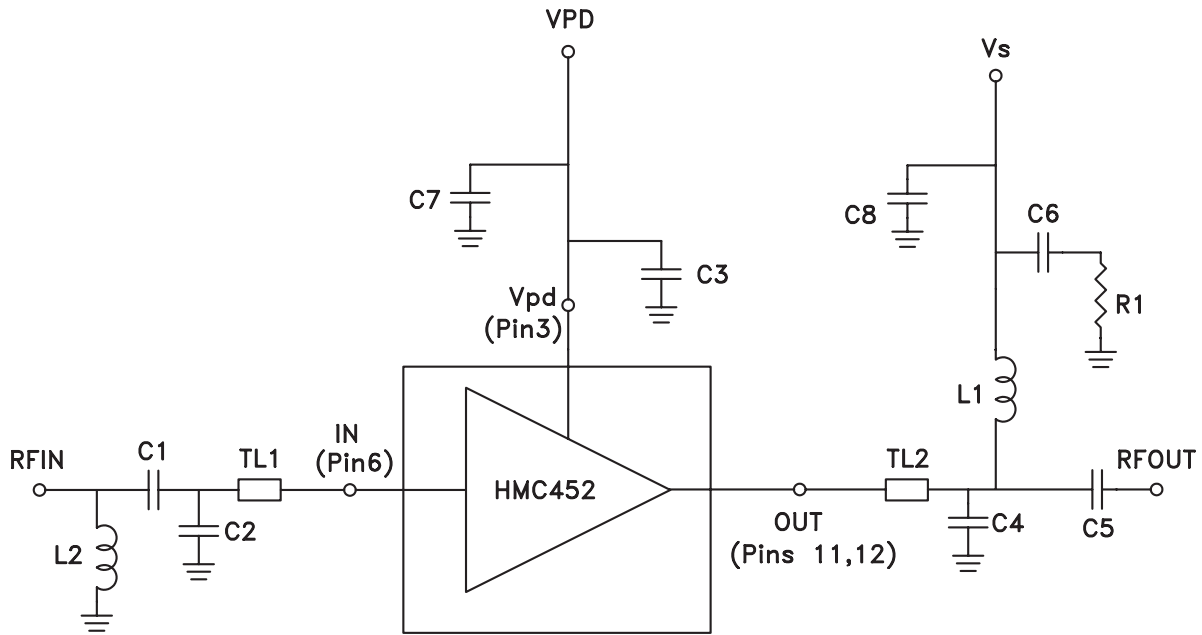 VPD
Vs
C7
C8
C6
C3
Vpd
(Pin3)
R1
L1
RFIN
C1
TL1
IN
(Pin6)
HMC452
TL2
RFOUT
L2
C2
OUT
(Pins 11,12)
C4
C5